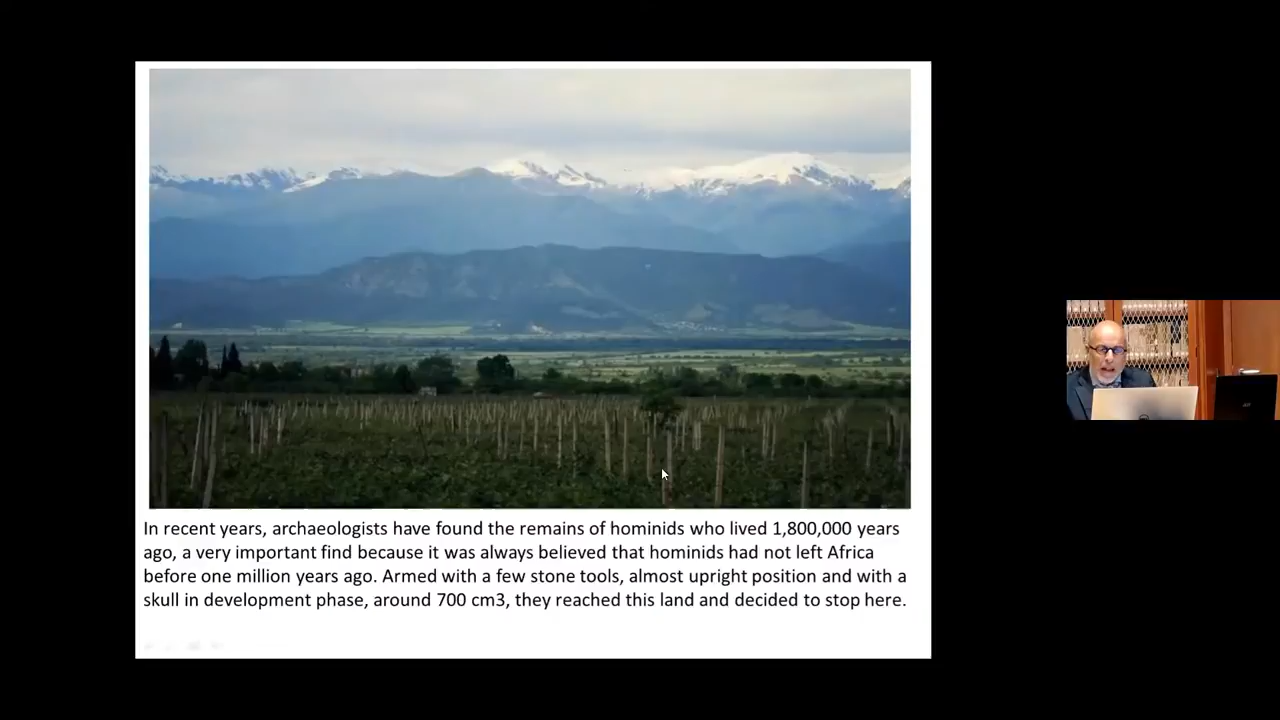 In recent years, archaeologists have found the remains of hominids who lived 1,800,000 years
ago, a very important find because it was always believed that hominids had not left Africa
before one million years ago. Armed with a few stone tools, almost upright position and with a
skull in development phase, around 700 cm3, they reached this land and decided to stop here.